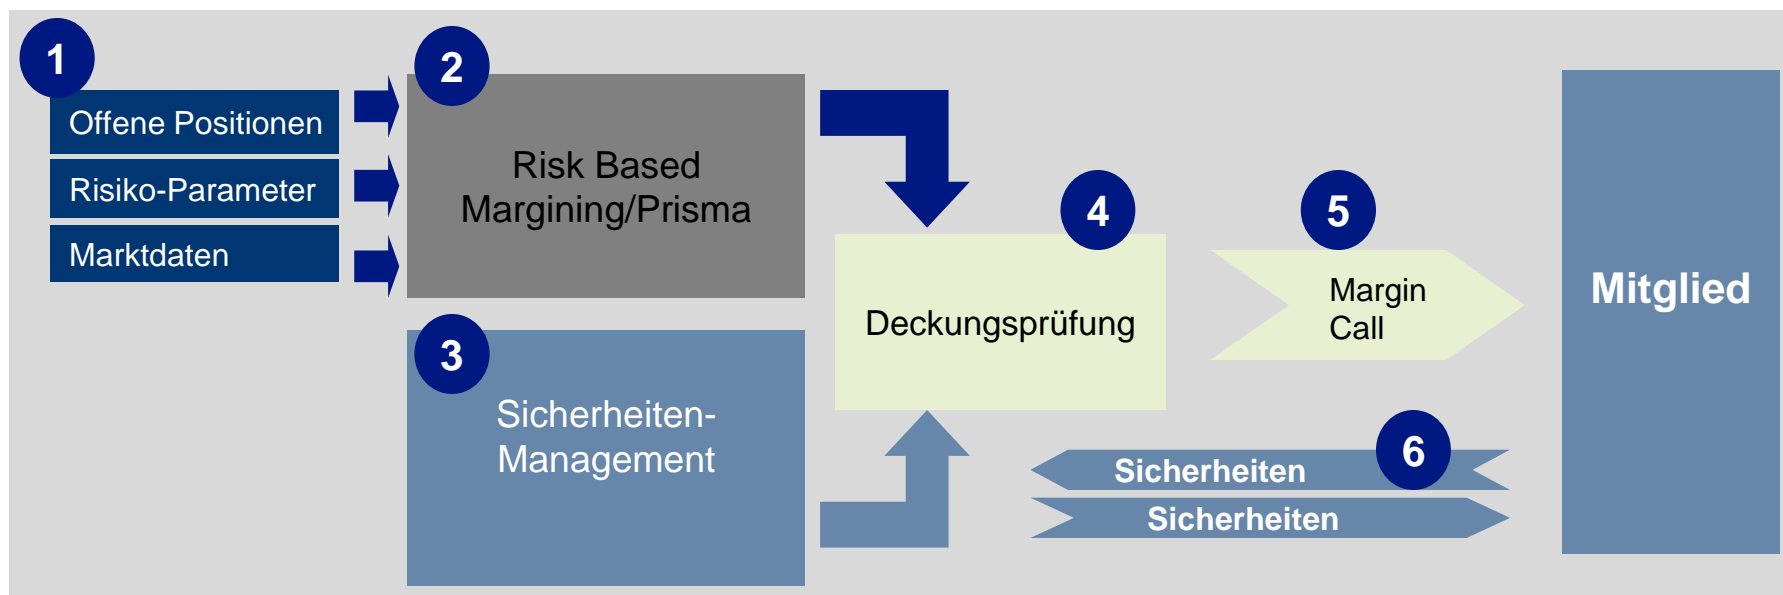 1
Offene Positionen
Risiko-Parameter
Marktdaten
2
Risk Based
Margining/Prisma
3
Sicherheiten-
Management
4
Deckungsprüfung
5
Margin
Call
6
Sicherheiten
Sicherheiten
Mitglied